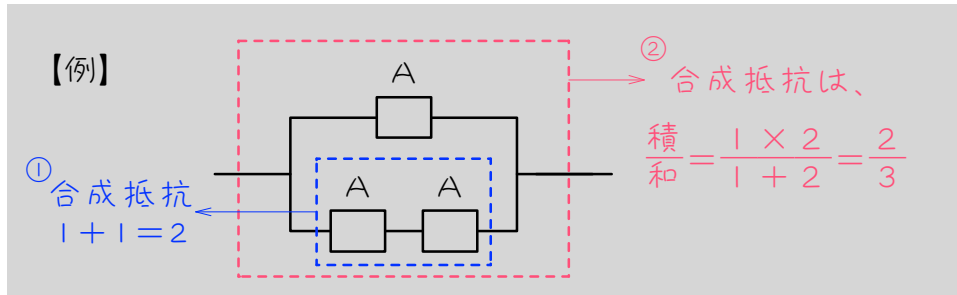 【例】
A
②
合成抵抗は、
積/和=1×2/1+2=2/3
①
合成抵抗
1+1=2
A A